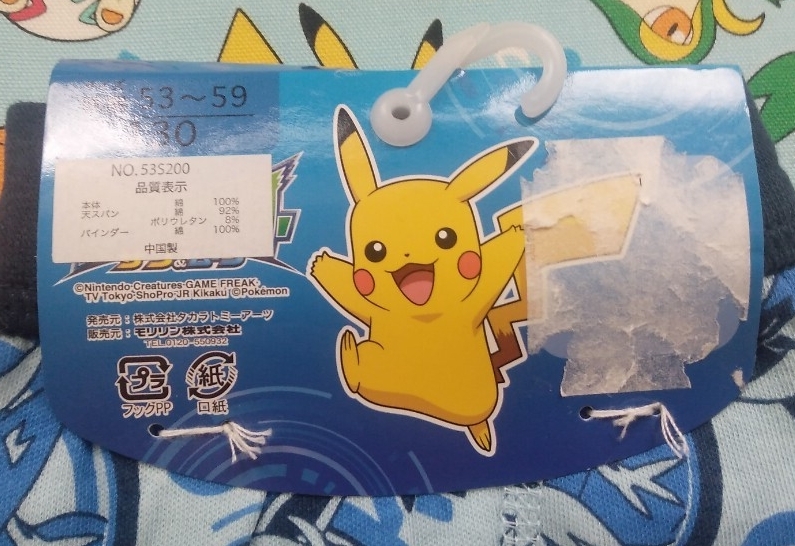 53～59
130
NO.53S200
品質表示
本体 綿 100%
天スパン 綿 92%
ポリウレタン 8%
バインダー 綿 100%
中国製
©Nintendo·Creatures·GAME FREAK·
TV Tokyo·ShoPro·JR Kikaku ©Pokémon
発売元：株式会社タカラトミーアーツ
販売元：モリリン株式会社
TEL.0120-550932
プラ 紙
フックPP 口紙